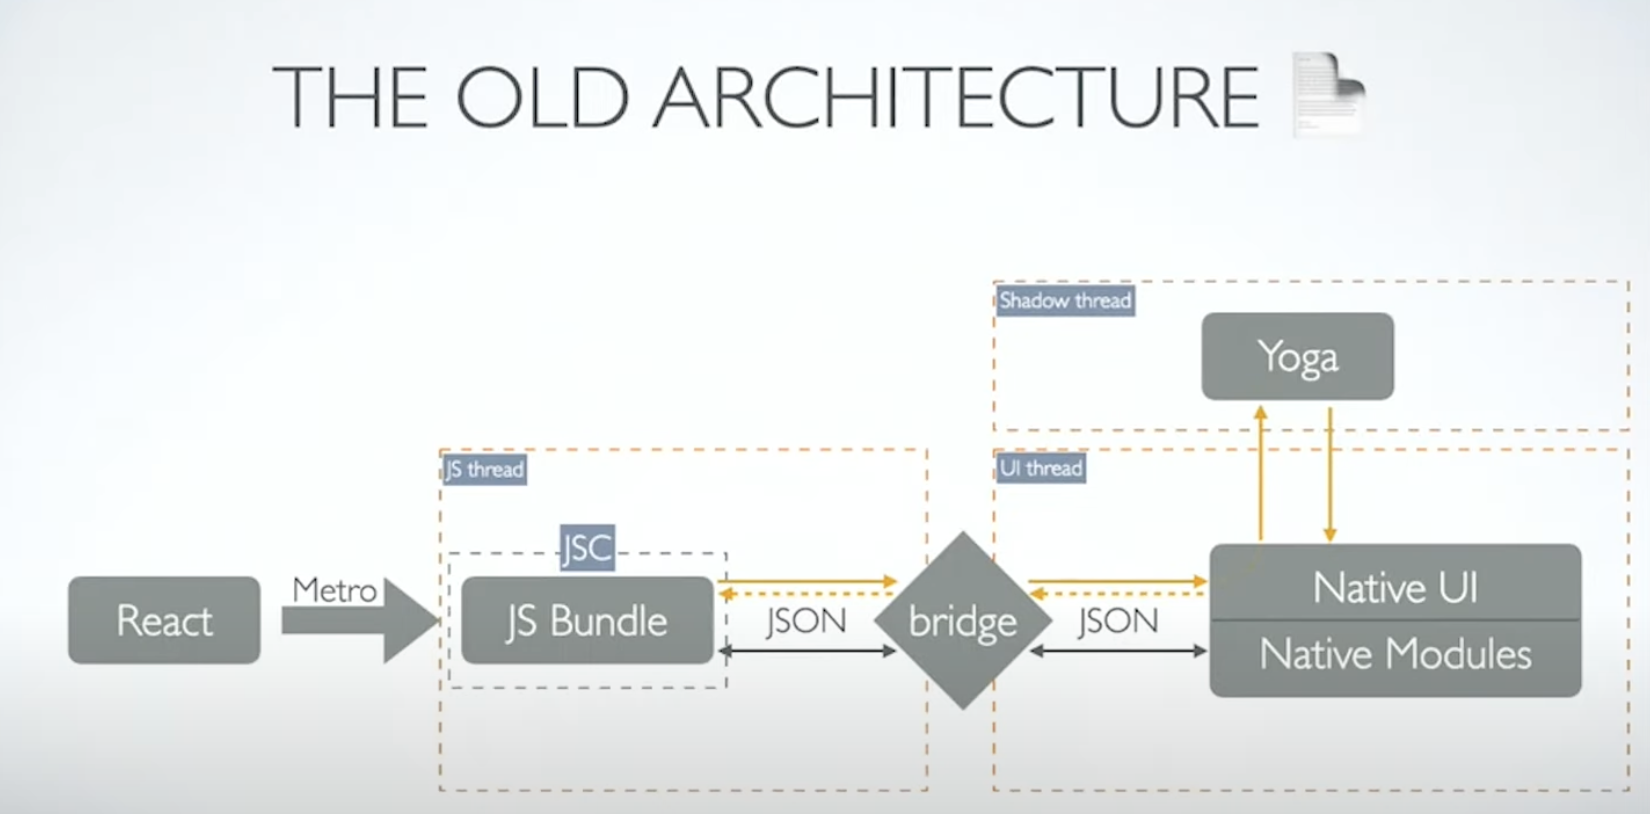 THE OLD ARCHITECTURE
Shadow thread
Yoga
JS thread
UI thread
JSC
React
Metro
JS Bundle
JSON
bridge
JSON
Native UI
Native Modules